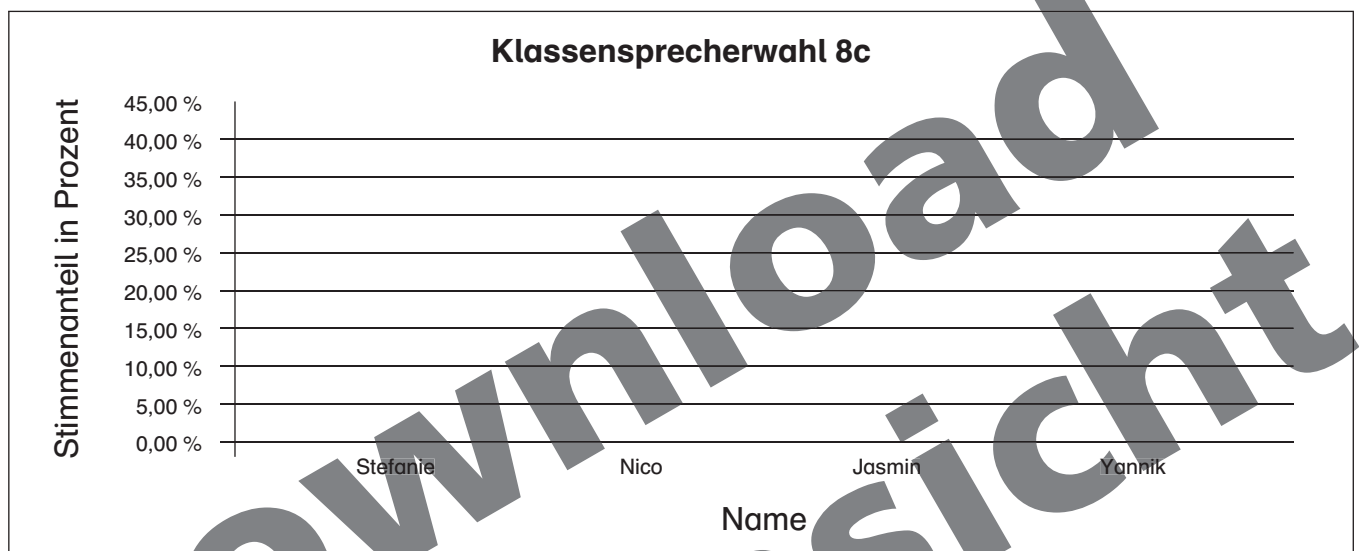 Klassensprecherwahl 8c
Stimmenanteil in Prozent
45,00 %
40,00 %
35,00 %
30,00 %
25,00 %
20,00 %
15,00 %
10,00 %
5,00 %
0,00 %
Stefanie Nico Jasmin Yannik
Name